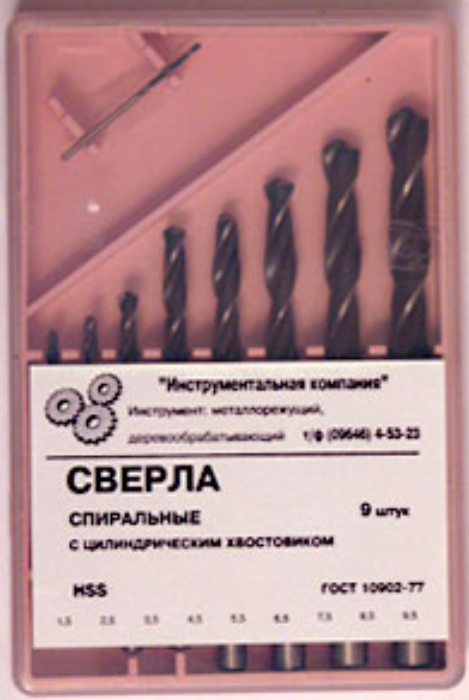 "Инструментальная компания"
Инструмент: металлорежущий,
деревообрабатывающий т/ф (09646) 4-53-23
СВЕРЛА
СПИРАЛЬНЫЕ 9 штук
С ЦИЛИНДРИЧЕСКИМ ХВОСТОВИКОМ
HSS ГОСТ 10902-77
1,5 2,5 3,5 4,5 5,5 6,5 7,5 8,5 9,5